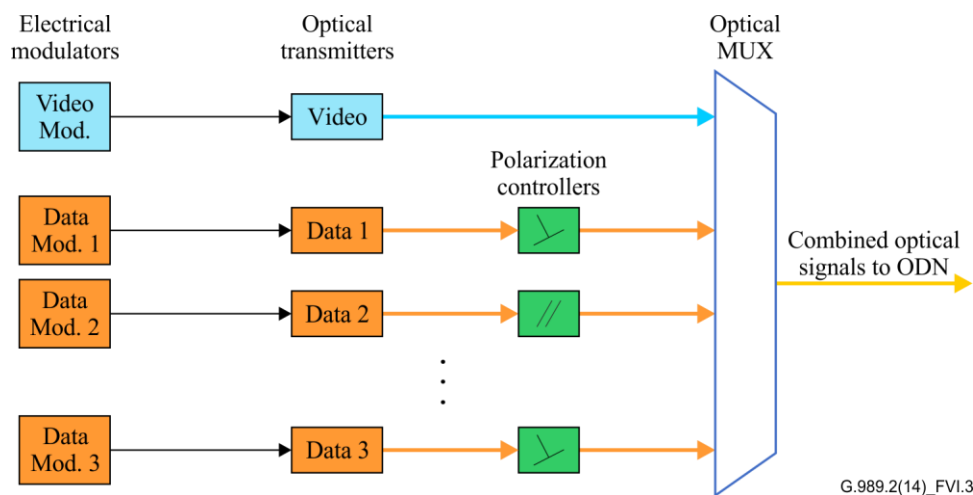 Electrical
modulators
Optical
transmitters
Optical
MUX
Video
Mod.
Video
Polarization
controllers
Data
Mod. 1
Data 1
Combined optical
signals to ODN
Data
Mod. 2
Data 2
Data
Mod. 3
Data 3
G.989.2(14)_FVI.3